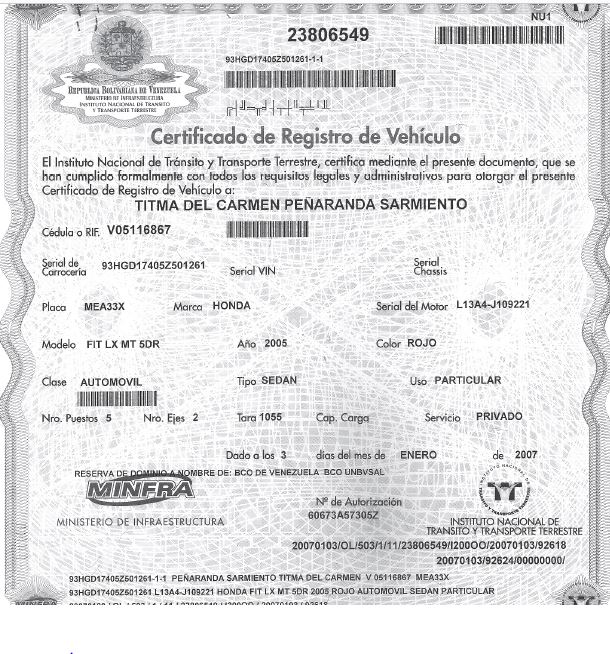 NU1
23806549
93HGD17405Z501261-1-1
REPUBLICA BOLIVARIANA DE VENEZUELA
MINISTERIO DE INFRAESTRUCTURA
INSTITUTO NACIONAL DE TRANSITO
Y TRANSPORTE TERRESTRE
Certificado de Registro de Vehículo
El Instituto Nacional de Tránsito y Transporte Terrestre, certifica mediante el presente documento, que se
han cumplido formalmente con todos los requisitos legales y administrativos para otorgar el presente
Certificado de Registro de Vehículo a:
TITMA DEL CARMEN PEÑARANDA SARMIENTO
Cédula o RIF. V05116867
Serial de Carrocería 93HGD17405Z501261 Serial VIN Serial Chassis
Placa MEA33X Marca HONDA Serial del Motor L13A4-J109221
Modelo FIT LX MT 5DR Año 2005 Color ROJO
Clase AUTOMOVIL Tipo SEDAN Uso PARTICULAR
Nro. Puestos 5 Nro. Ejes 2 Tara 1055 Cap. Carga Servicio PRIVADO
Dado a los 3 días del mes de ENERO de 2007
RESERVA DE DOMINIO A NOMBRE DE: BCO DE VENEZUELA BCO UNBVSAL
MINFRA
MINISTERIO DE INFRAESTRUCTURA
Nº de Autorización
60673A57305Z
INSTITUTO NACIONAL DE
TRANSITO Y TRANSPORTE TERRESTRE
20070103/OL/503/1/11/23806549/I200OO/20070103/92618
20070103/92624/00000000/
93HGD17405Z501261-1-1 PEÑARANDA SARMIENTO TITMA DEL CARMEN V 05116867 MEA33X
93HGD17405Z501261 L13A4-J109221 HONDA FIT LX MT 5DR 2005 ROJO AUTOMOVIL SEDAN PARTICULAR
MINFRA